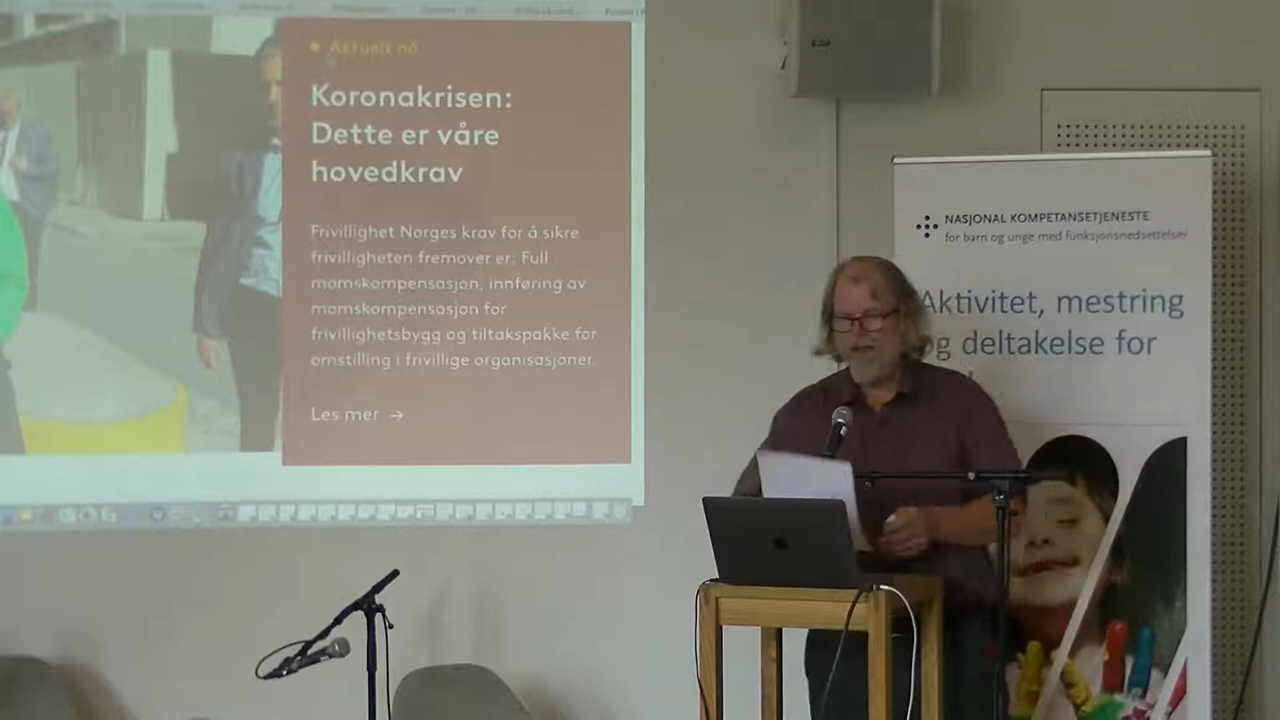 Aktuelt nå
Koronakrisen:
Dette er våre
hovedkrav
Frivillighet Norges krav for å sikre
frivilligheten fremover er: Full
momskompensasjon, innføring av
momskompensasjon for
frivillighetsbygg og tiltakspakke for
omstilling i frivillige organisasjoner.
Les mer →
NASJONAL KOMPETANSETJENESTE
for barn og unge med funksjonsnedsettelser
Aktivitet, mestring
og deltakelse for